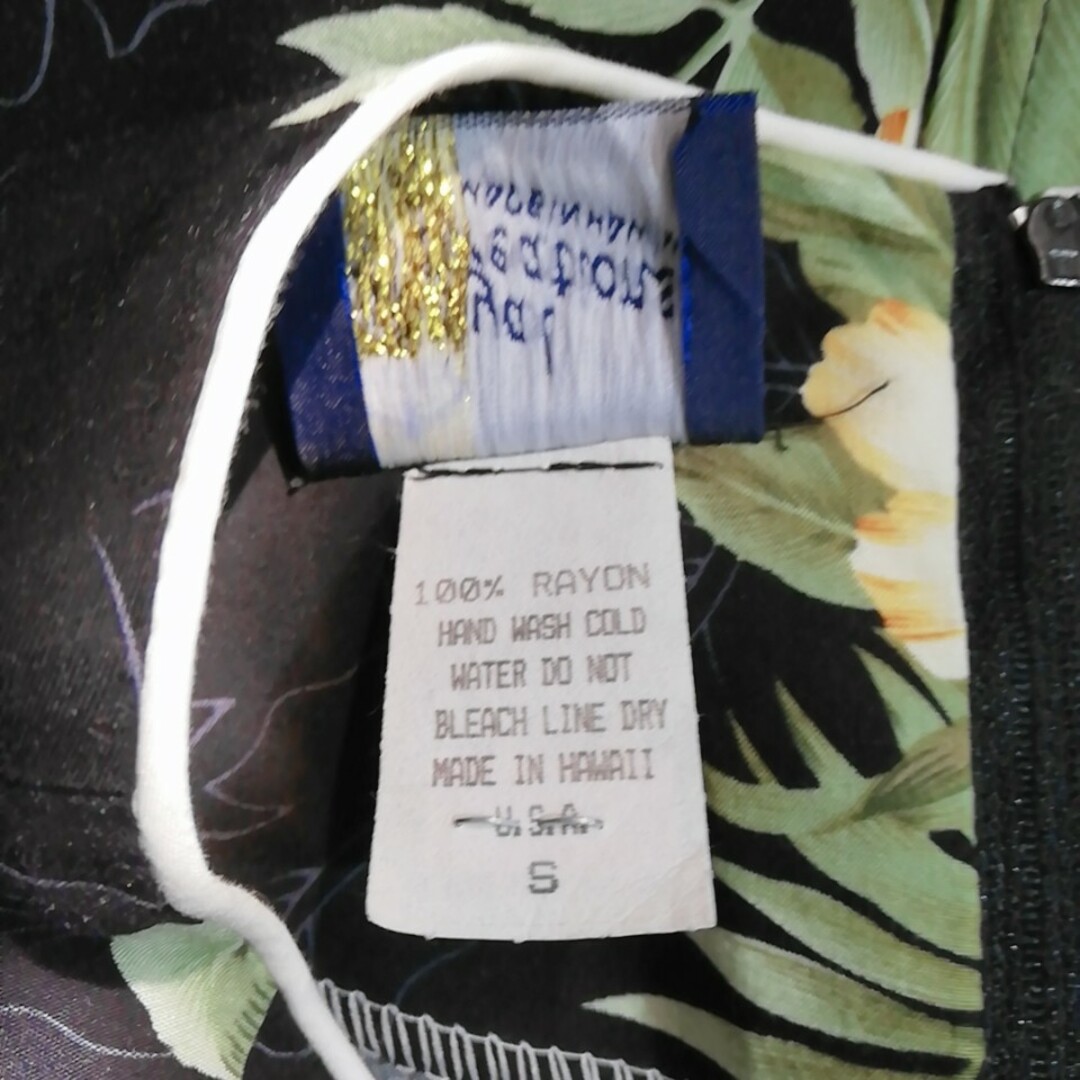 100% RAYON
HAND WASH COLD
WATER DO NOT
BLEACH LINE DRY
MADE IN HAWAII
U.S.A.
S